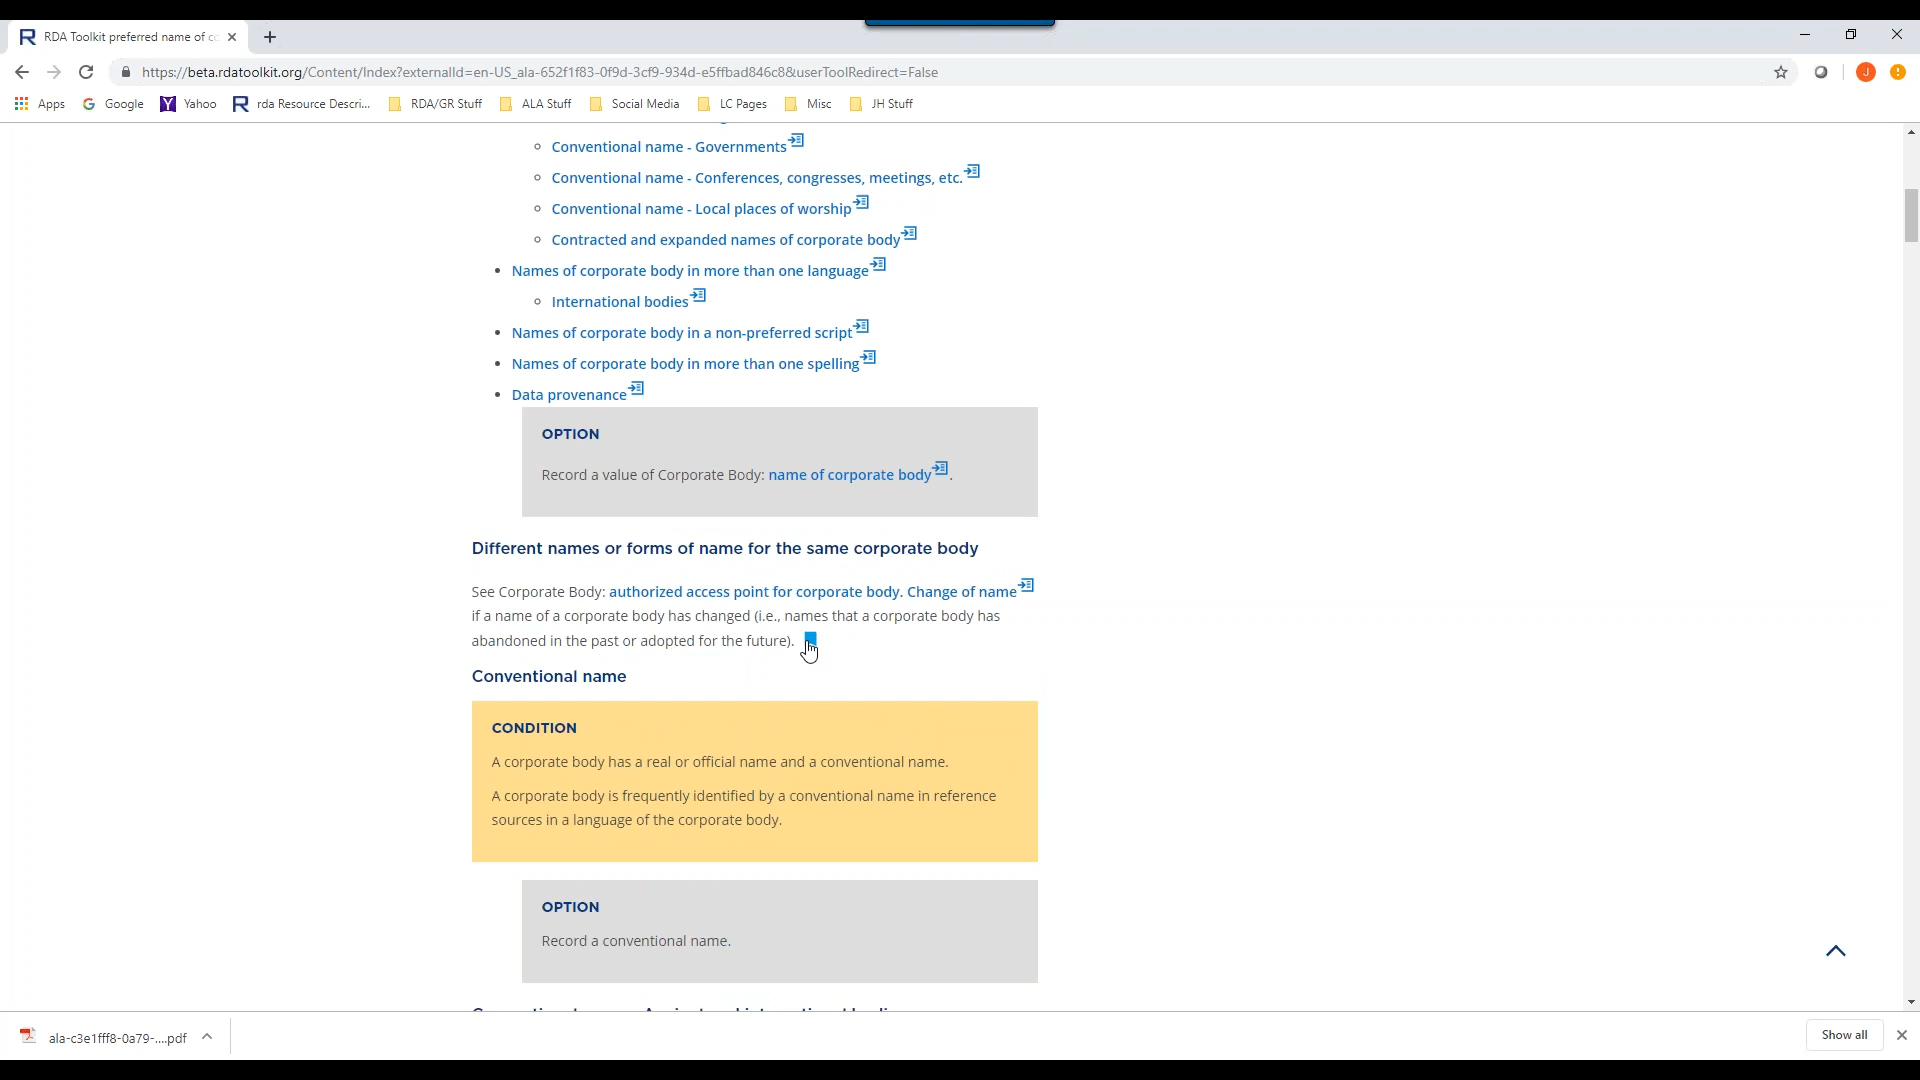 RDA Toolkit preferred name of co
https://beta.rdatoolkit.org/Content/Index?externalId=en-US_ala-652f1f83-0f9d-3cf9-934d-e5ffbad846c8&userToolRedirect=False
J
Apps Google Yahoo rda Resource Descri... RDA/GR Stuff ALA Stuff Social Media LC Pages Misc JH Stuff
Conventional name - Governments
Conventional name - Conferences, congresses, meetings, etc.
Conventional name - Local places of worship
Contracted and expanded names of corporate body
Names of corporate body in more than one language
International bodies
Names of corporate body in a non-preferred script
Names of corporate body in more than one spelling
Data provenance
OPTION
Record a value of Corporate Body: name of corporate body.
Different names or forms of name for the same corporate body
See Corporate Body: authorized access point for corporate body. Change of name
if a name of a corporate body has changed (i.e., names that a corporate body has
abandoned in the past or adopted for the future).
Conventional name
CONDITION
A corporate body has a real or official name and a conventional name.
A corporate body is frequently identified by a conventional name in reference
sources in a language of the corporate body.
OPTION
Record a conventional name.
ala-c3e1fff8-0a79-....pdf
Show all